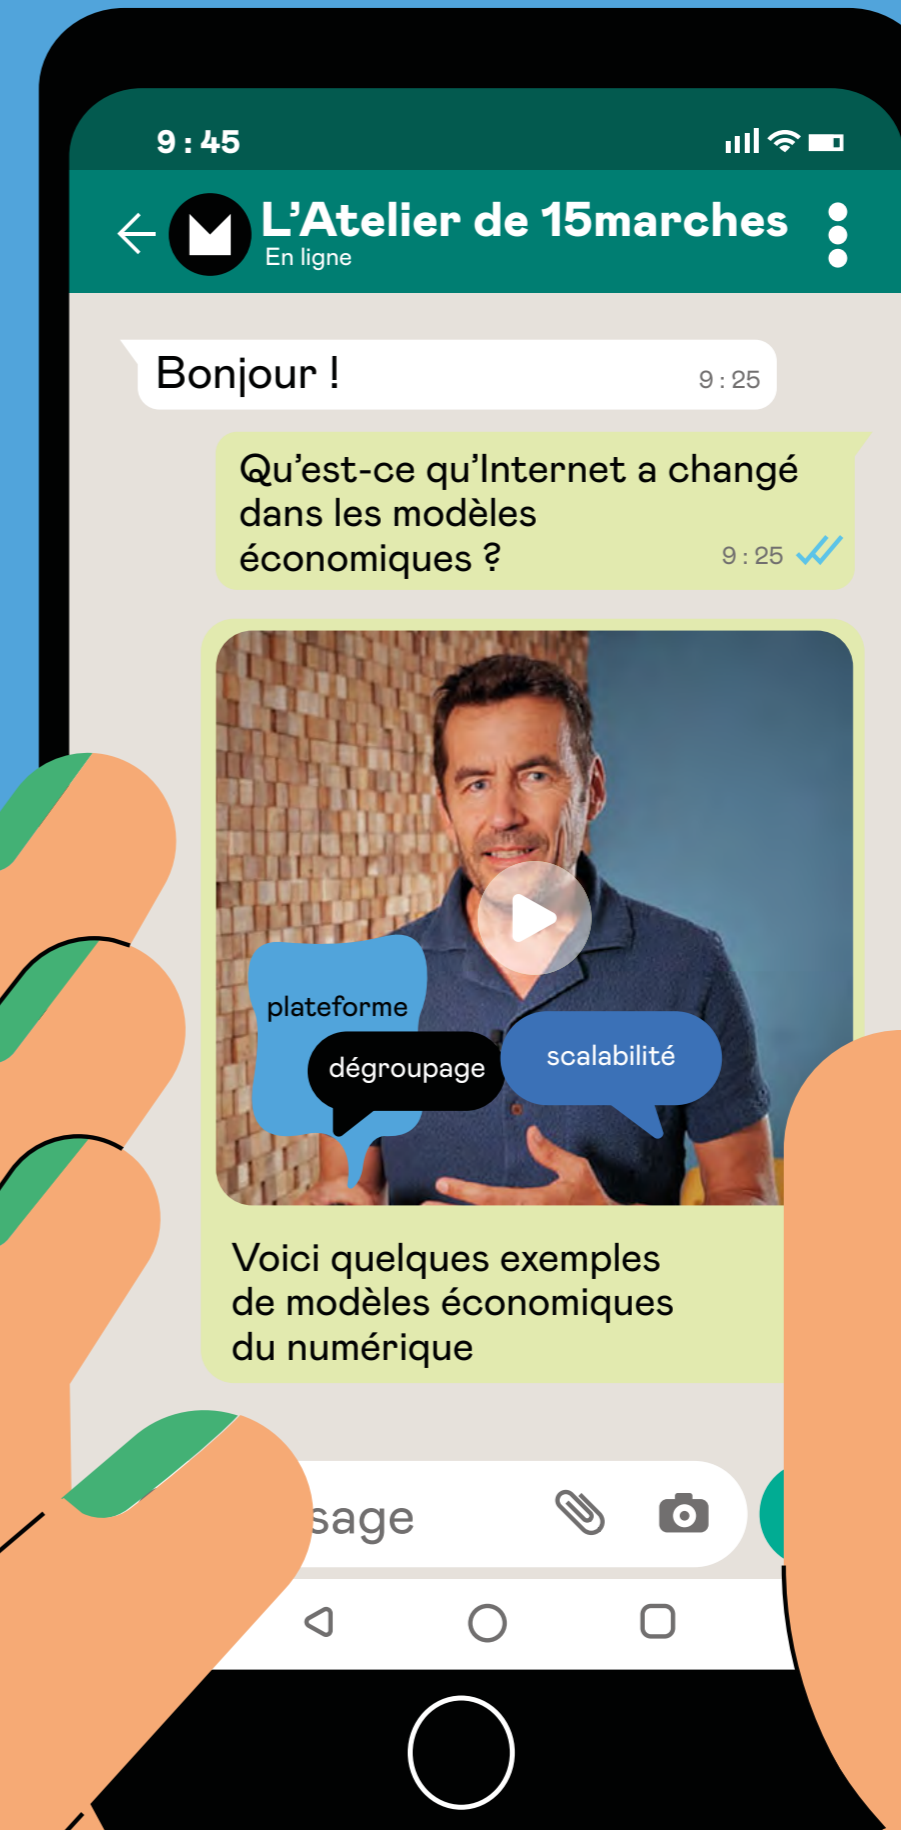 9 : 45
L’Atelier de 15marches
En ligne
Bonjour !
9 : 25
Qu’est-ce qu’Internet a changé
dans les modèles
économiques ?
9 : 25
plateforme
dégroupage
scalabilité
Voici quelques exemples
de modèles économiques
du numérique
sage